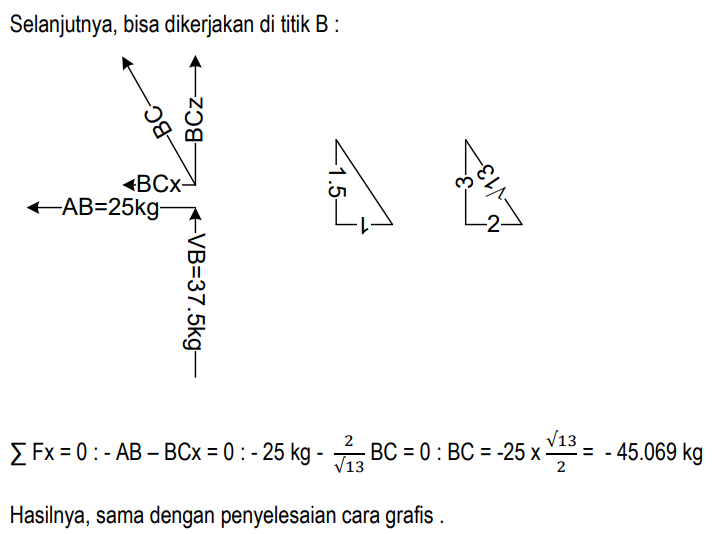 Selanjutnya, bisa dikerjakan di titik B :
BC
BCz
BCx
AB=25kg
VB=37.5kg
1.5
1
3
√13
2
∑ Fx = 0 : - AB – BCx = 0 : - 25 kg - 2/√13 BC = 0 : BC = -25 x √13/2 = - 45.069 kg
Hasilnya, sama dengan penyelesaian cara grafis .